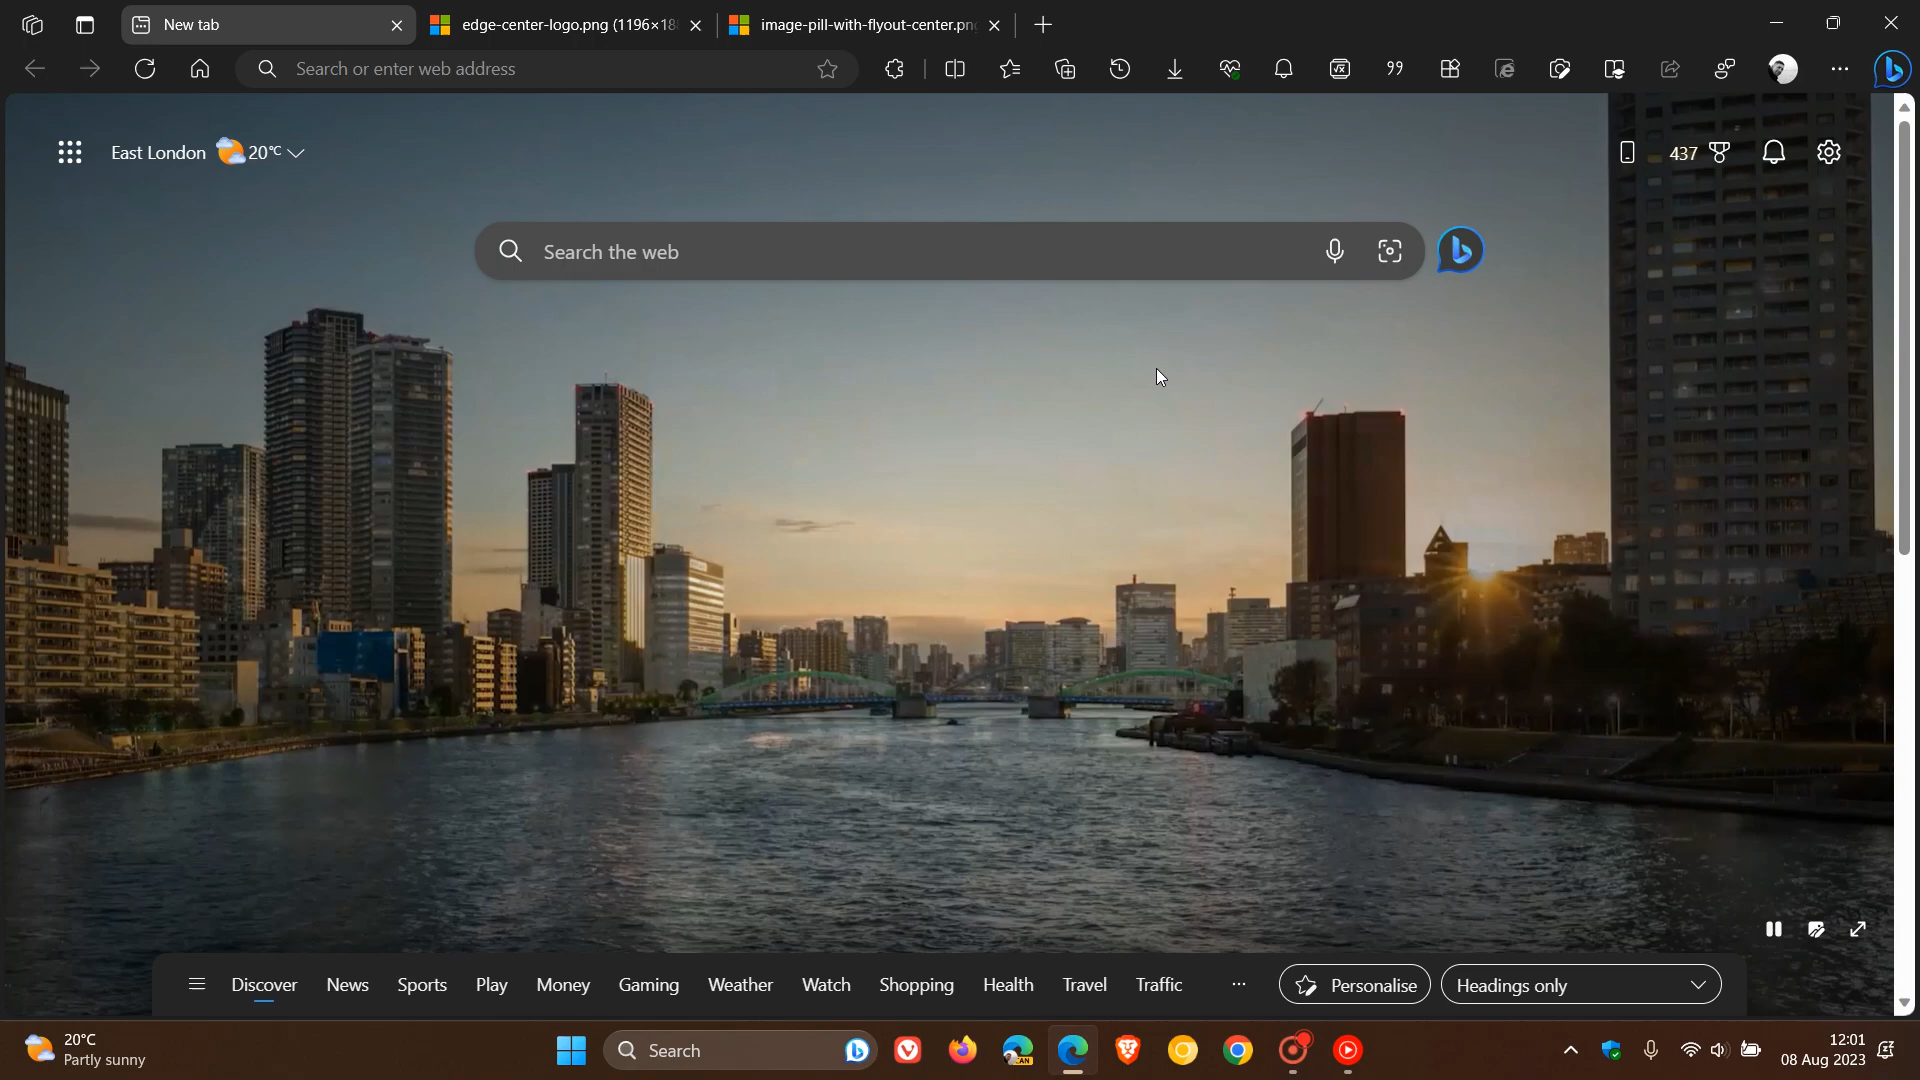 New tab
edge-center-logo.png (1196×18
image-pill-with-flyout-center.pn
Search or enter web address
East London 20°C
437
Search the web
Discover News Sports Play Money Gaming Weather Watch Shopping Health Travel Traffic ... Personalise Headings only
20°C
Partly sunny
Search
CAN
12:01
08 Aug 2023